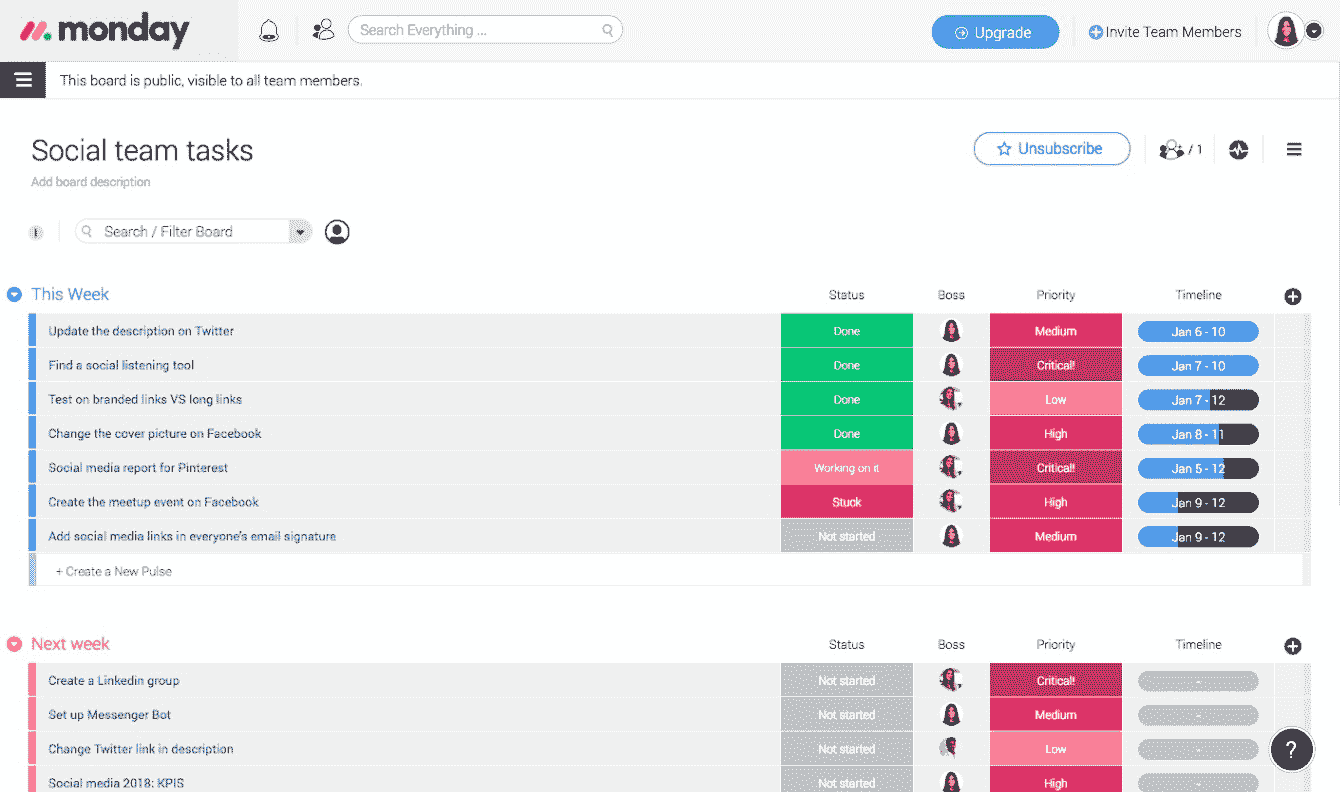 monday
Search Everything ...
Upgrade
Invite Team Members
This board is public, visible to all team members.
Social team tasks
Unsubscribe
/ 1
Add board description
Search / Filter Board
This Week Status Boss Priority Timeline
Update the description on Twitter Done Medium Jan 6 - 10
Find a social listening tool Done Critical! Jan 7 - 10
Test on branded links VS long links Done Low Jan 7 - 12
Change the cover picture on Facebook Done High Jan 8 - 11
Social media report for Pinterest Working on it Critical! Jan 5 - 12
Create the meetup event on Facebook Stuck High Jan 9 - 12
Add social media links in everyone's email signature Not started Medium Jan 9 - 12
+ Create a New Pulse
Next week Status Boss Priority Timeline
Create a Linkedin group Not started Critical! -
Set up Messenger Bot Not started Medium -
Change Twitter link in description Not started Low -
?
Social media 2018: KPIS Not started High -